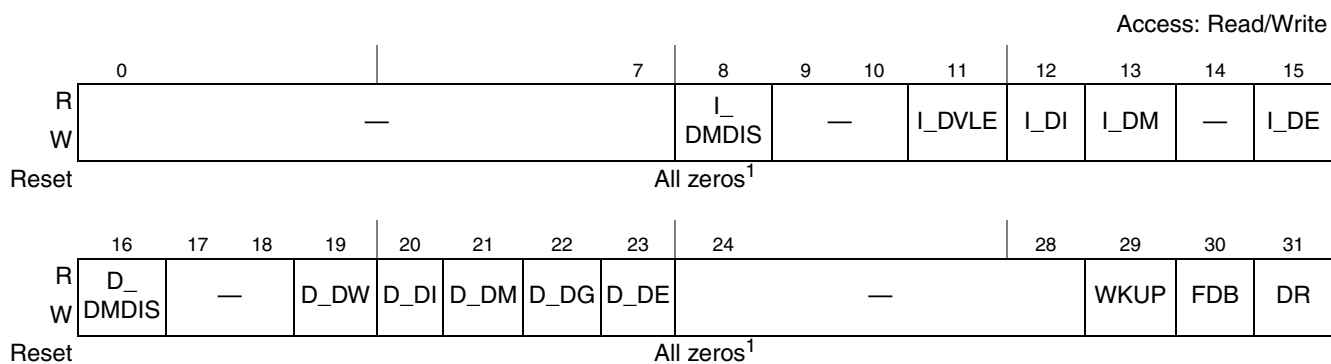 Access: Read/Write
0 7 8 9 10 11 12 13 14 15
R W — I_ DMDIS — I_DVLE I_DI I_DM — I_DE
Reset All zeros1
16 17 18 19 20 21 22 23 24 28 29 30 31
R W D_ DMDIS — D_DW D_DI D_DM D_DG D_DE — WKUP FDB DR
Reset All zeros1